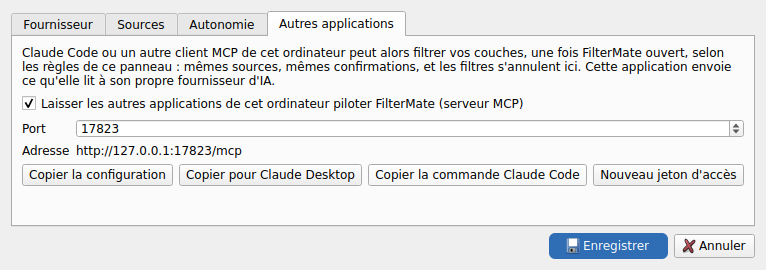 Fournisseur Sources Autonomie Autres applications
Claude Code ou un autre client MCP de cet ordinateur peut alors filtrer vos couches, une fois FilterMate ouvert, selon
les règles de ce panneau : mêmes sources, mêmes confirmations, et les filtres s'annulent ici. Cette application envoie
ce qu'elle lit à son propre fournisseur d'IA.
Laisser les autres applications de cet ordinateur piloter FilterMate (serveur MCP)
Port 17823
Adresse http://127.0.0.1:17823/mcp
Copier la configuration Copier pour Claude Desktop Copier la commande Claude Code Nouveau jeton d'accès
Enregistrer Annuler